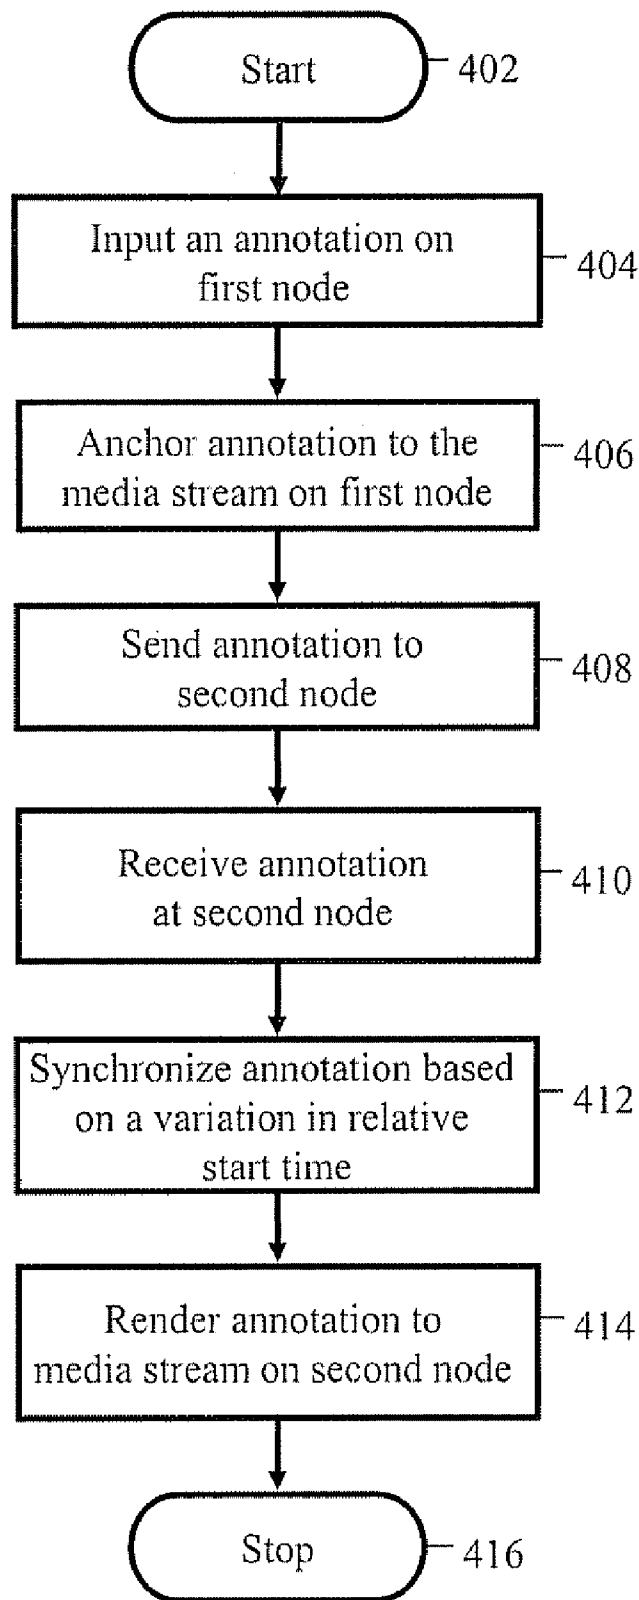 Start
402
Input an annotation on
first node
404
Anchor annotation to the
media stream on first node
406
Send annotation to
second node
408
Receive annotation
at second node
410
Synchronize annotation based
on a variation in relative
start time
412
Render annotation to
media stream on second node
414
Stop
416